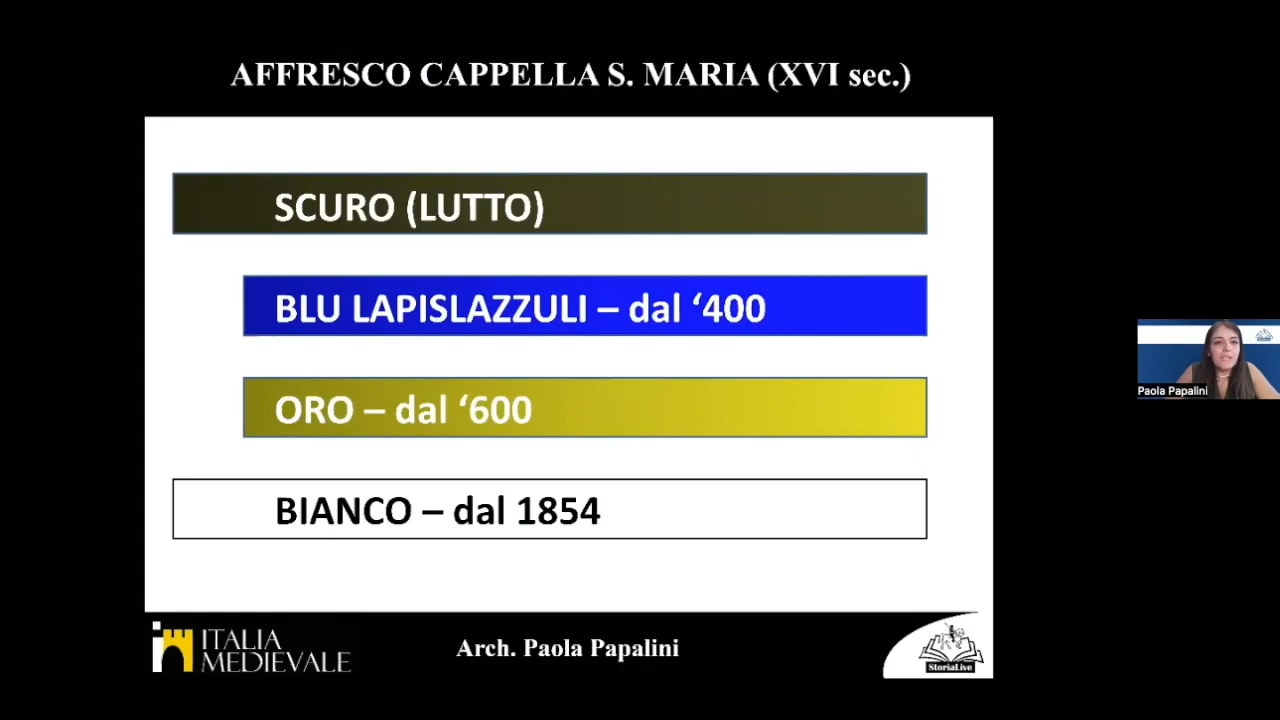 AFFRESCO CAPPELLA S. MARIA (XVI sec.)
SCURO (LUTTO)
BLU LAPISLAZZULI – dal ‘400
ORO – dal ‘600
BIANCO – dal 1854
Paola Papalini
ITALIA
MEDIEVALE
Arch. Paola Papalini
StoriaLive